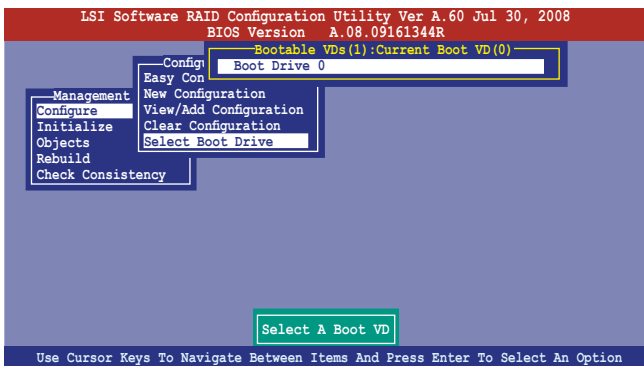 LSI Software RAID Configuration Utility Ver A.60 Jul 30, 2008
BIOS Version A.08.09161344R
Bootable VDs(1):Current Boot VD(0)
Boot Drive 0
Configu
Easy Con
New Configuration
View/Add Configuration
Clear Configuration
Select Boot Drive
Management
Configure
Initialize
Objects
Rebuild
Check Consistency
Select A Boot VD
Use Cursor Keys To Navigate Between Items And Press Enter To Select An Option